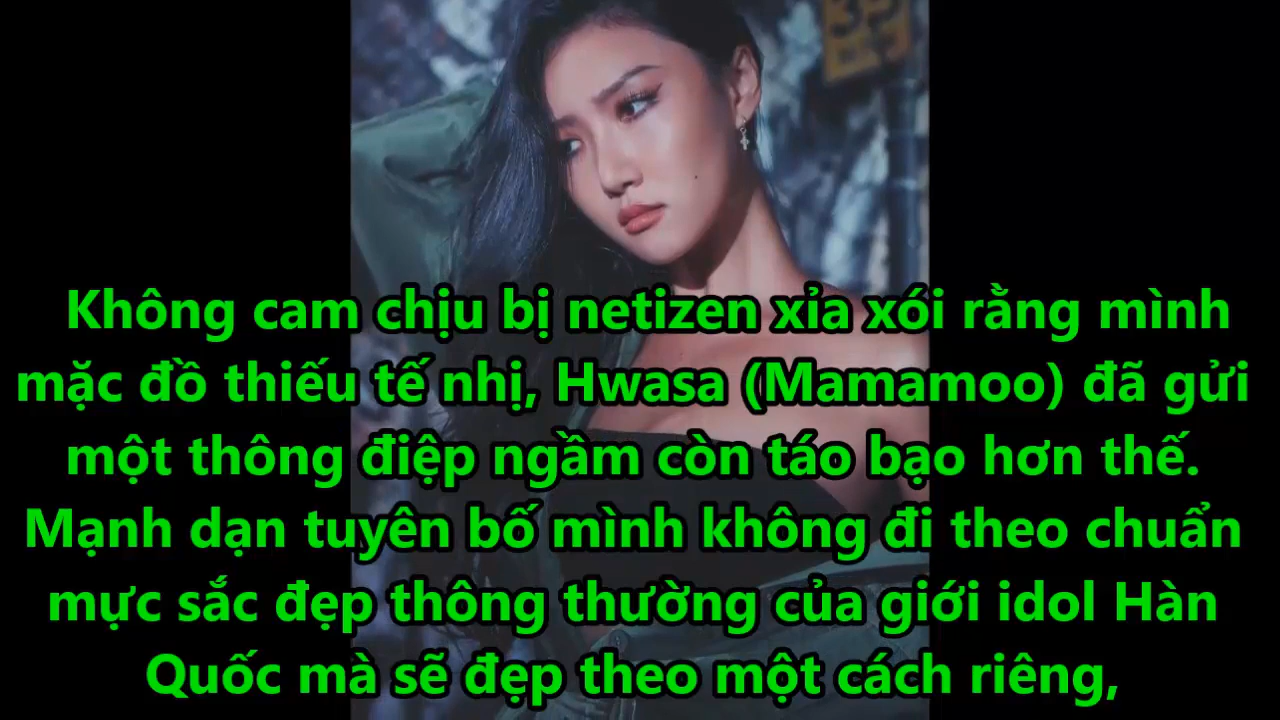 Không cam chịu bị netizen xỉa xói rằng mình
mặc đồ thiếu tế nhị, Hwasa (Mamamoo) đã gửi
một thông điệp ngầm còn táo bạo hơn thế.
Mạnh dạn tuyên bố mình không đi theo chuẩn
mực sắc đẹp thông thường của giới idol Hàn
Quốc mà sẽ đẹp theo một cách riêng,